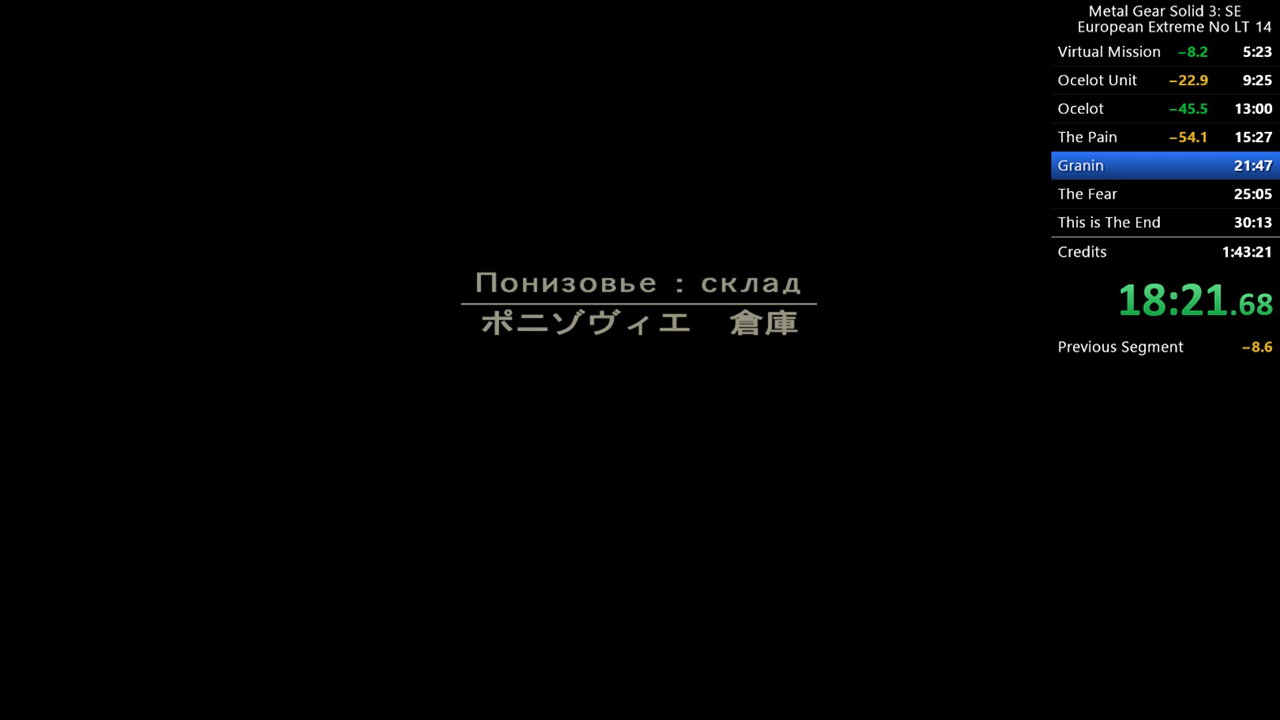 Metal Gear Solid 3: SE
European Extreme No LT 14
Virtual Mission −8.2 5:23
Ocelot Unit −22.9 9:25
Ocelot −45.5 13:00
The Pain −54.1 15:27
Granin 21:47
The Fear 25:05
This is The End 30:13
Credits 1:43:21
18:21.68
Previous Segment −8.6
Понизовье : склад
ポニゾヴィエ 倉庫